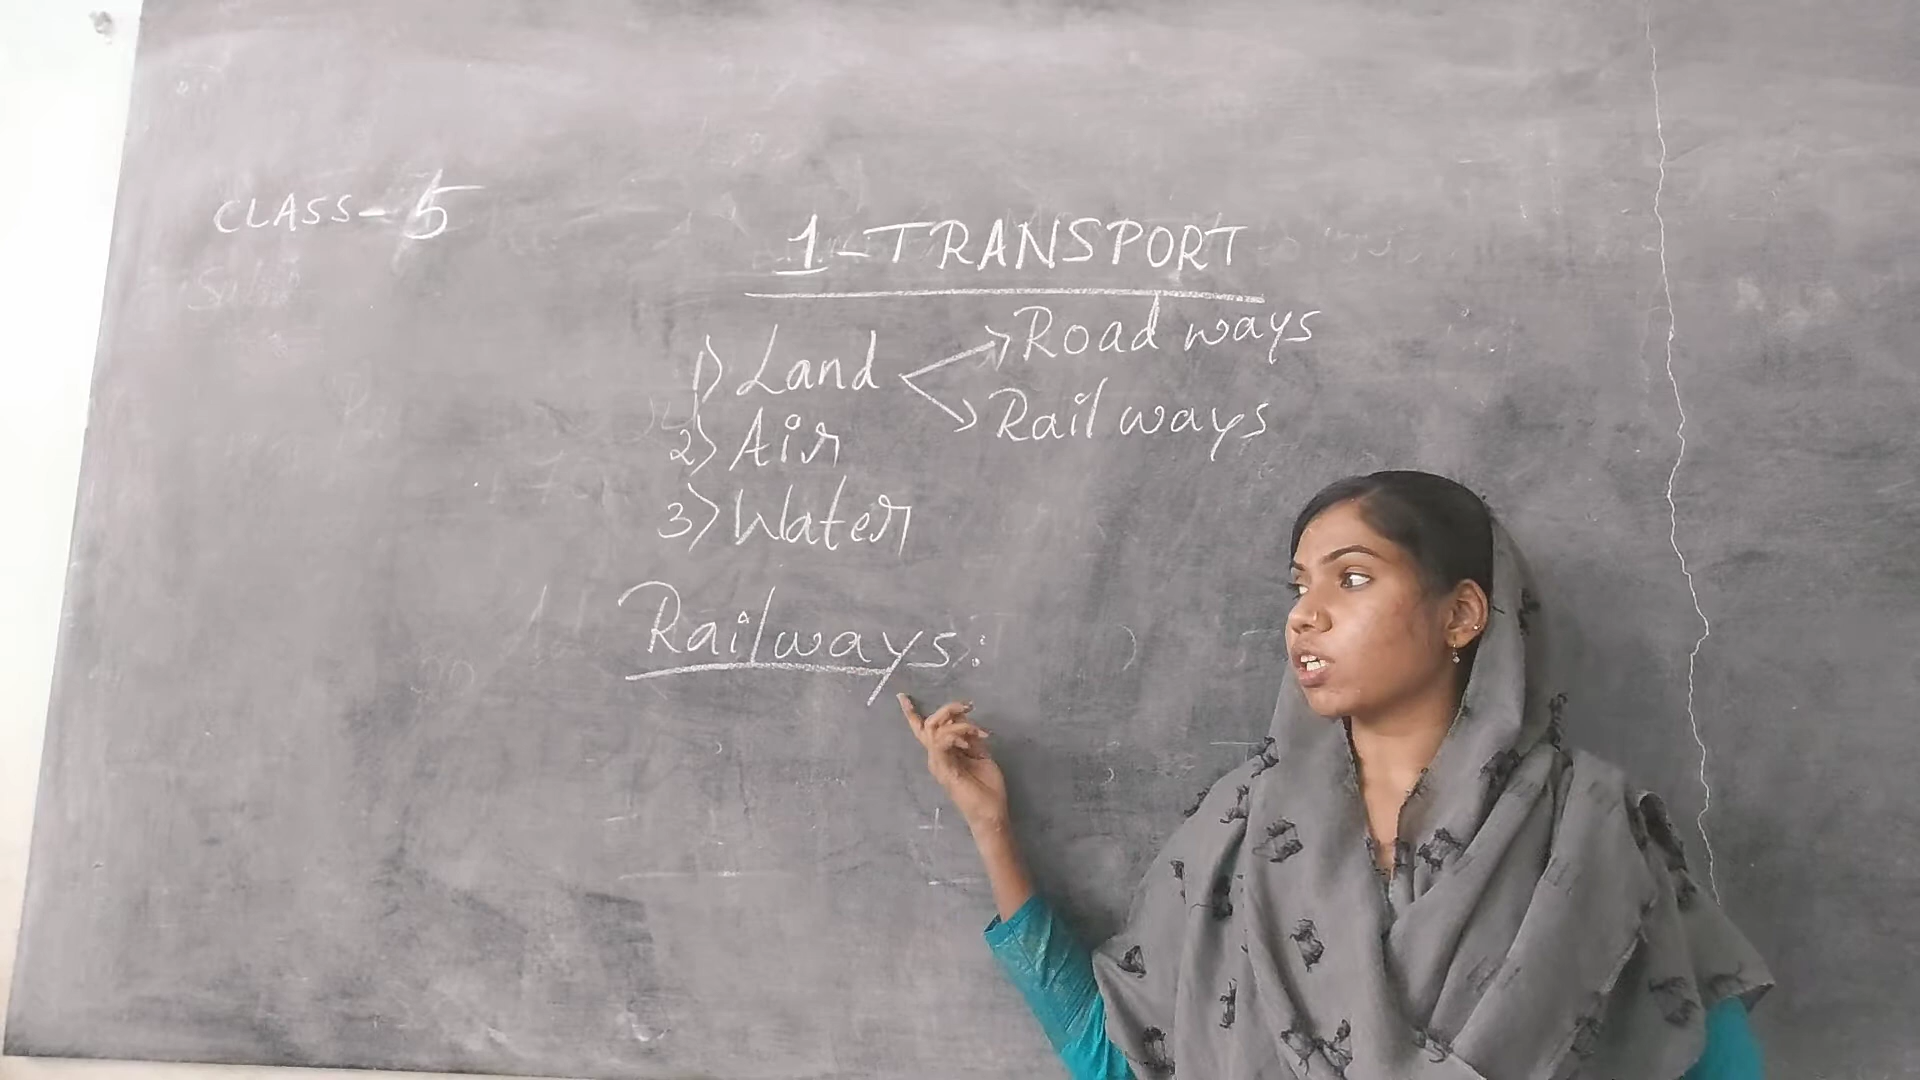 CLASS - 5
1 - TRANSPORT
1) Land
Road ways
Rail ways
2) Air
3) Water
Railways: